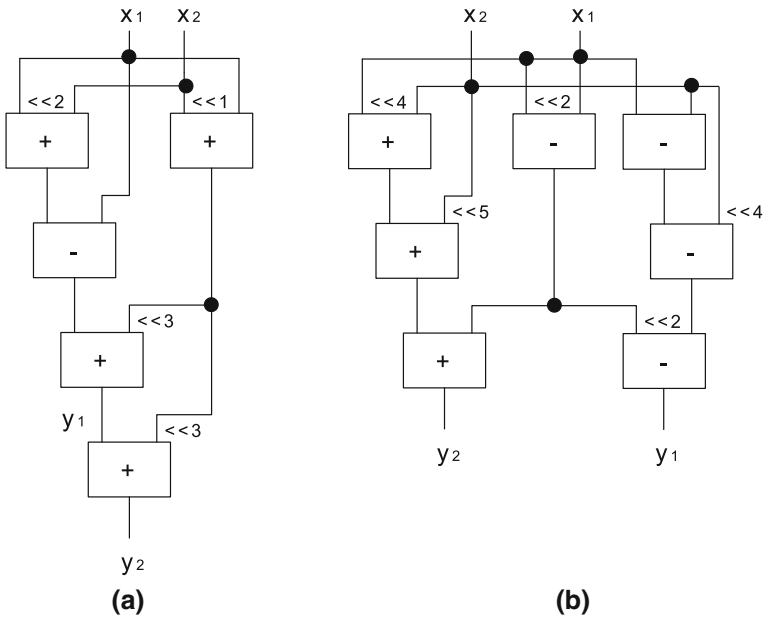 x1 x2 x2 x1
<<2 <<1 <<4 <<2
+ + + - -
<<5 <<4
- + -
<<3 <<2
+ + -
y1 <<3
+ y2 y1
y2
(a) (b)